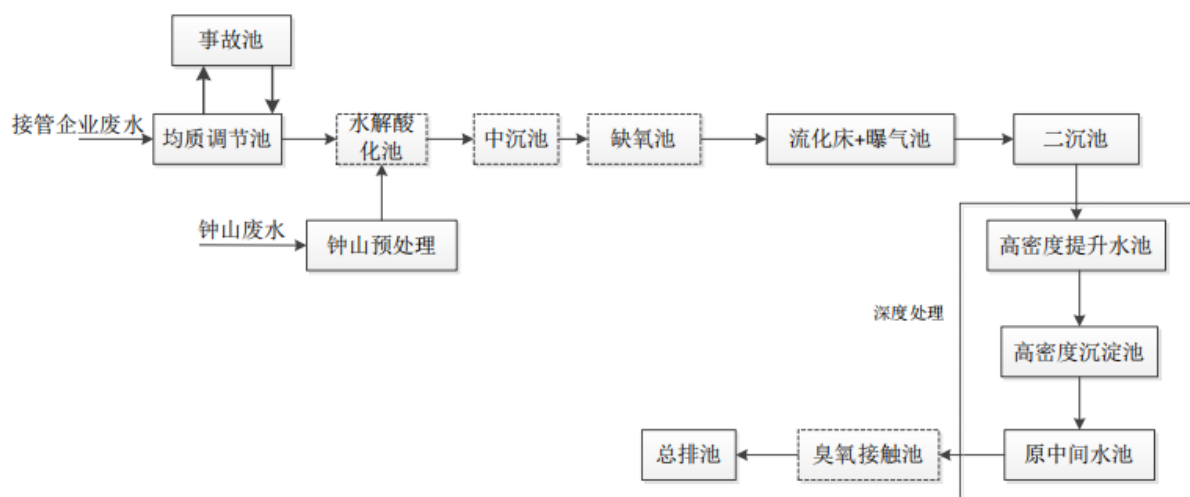 事故池
接管企业废水
均质调节池
水解酸
化池
中沉池
缺氧池
流化床+曝气池
二沉池
钟山废水
钟山预处理
高密度提升水池
深度处理
高密度沉淀池
总排池
臭氧接触池
原中间水池